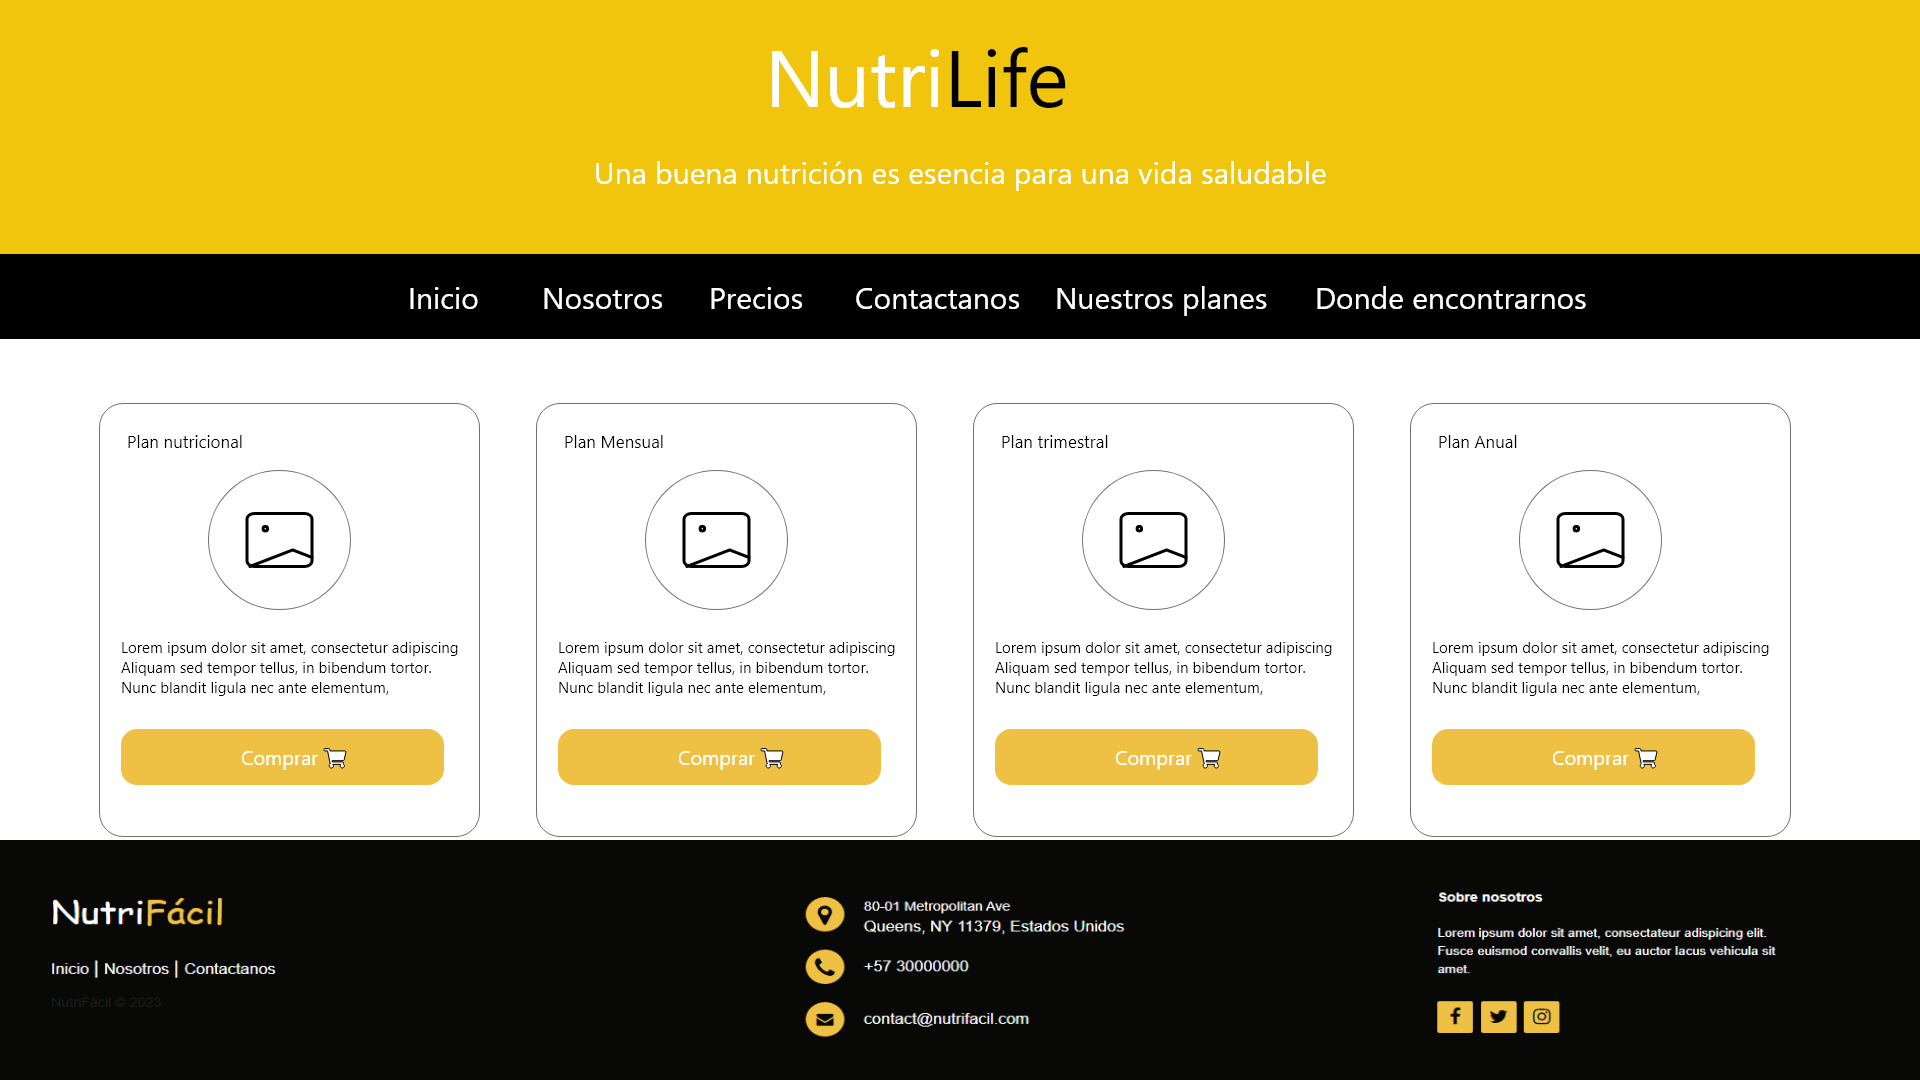 NutriLife
Una buena nutrición es esencia para una vida saludable
Inicio Nosotros Precios Contactanos Nuestros planes Donde encontrarnos
Plan nutricional
Lorem ipsum dolor sit amet, consectetur adipiscing
Aliquam sed tempor tellus, in bibendum tortor.
Nunc blandit ligula nec ante elementum,
Comprar
Plan Mensual
Lorem ipsum dolor sit amet, consectetur adipiscing
Aliquam sed tempor tellus, in bibendum tortor.
Nunc blandit ligula nec ante elementum,
Comprar
Plan trimestral
Lorem ipsum dolor sit amet, consectetur adipiscing
Aliquam sed tempor tellus, in bibendum tortor.
Nunc blandit ligula nec ante elementum,
Comprar
Plan Anual
Lorem ipsum dolor sit amet, consectetur adipiscing
Aliquam sed tempor tellus, in bibendum tortor.
Nunc blandit ligula nec ante elementum,
Comprar
NutriFácil
Inicio | Nosotros | Contactanos
NutriFácil © 2023
80-01 Metropolitan Ave
Queens, NY 11379, Estados Unidos
+57 30000000
contact@nutrifacil.com
Sobre nosotros
Lorem ipsum dolor sit amet, consectateur adispicing elit.
Fusce euismod convallis velit, eu auctor lacus vehicula sit
amet.